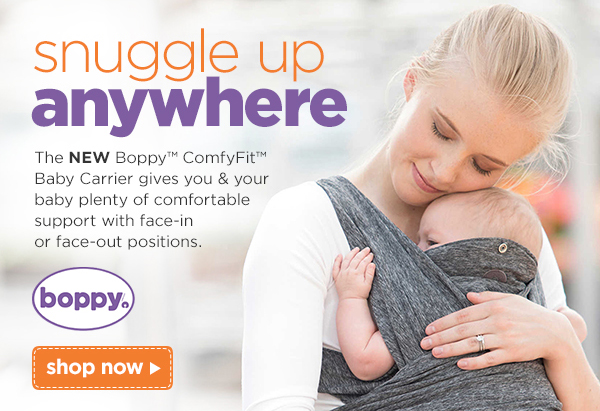 snuggle up
anywhere
The NEW Boppy™ ComfyFit™
Baby Carrier gives you & your
baby plenty of comfortable
support with face-in
or face-out positions.
boppy®
shop now ▶